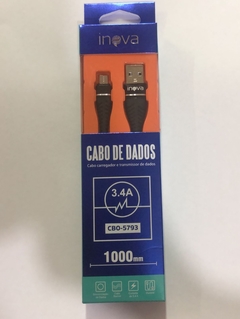 inova
inova
CABO DE DADOS
Cabo carregador e transmissor de dados
3.4A
CBO-5793
1000mm